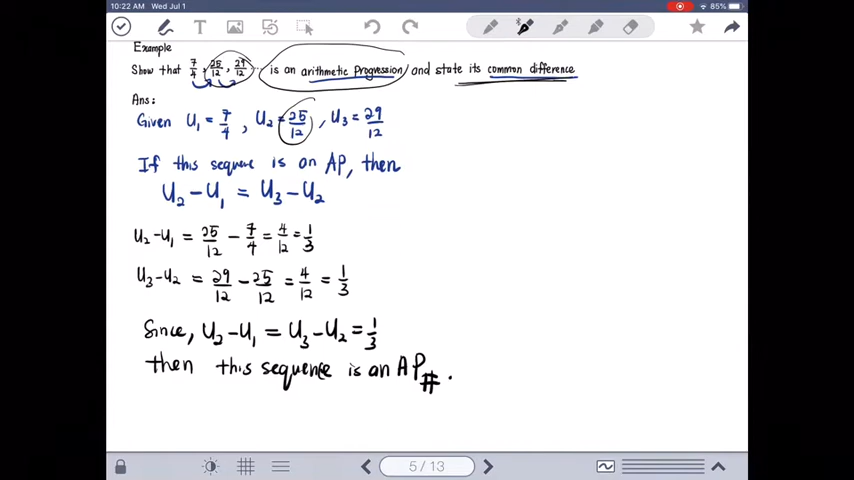 10:22 AM Wed Jul 1
85%
T
Example
Show that 7/4, 25/12, 29/12 ... is an arithmetic progression and state its common difference
Ans:
Given U₁ = 7/4, U₂ = 25/12, U₃ = 29/12
If this sequence is an AP, then
U₂ - U₁ = U₃ - U₂
U₂ - U₁ = 25/12 - 7/4 = 4/12 = 1/3
U₃ - U₂ = 29/12 - 25/12 = 4/12 = 1/3
Since, U₂ - U₁ = U₃ - U₂ = 1/3
then this sequence is an AP #.
5 / 13